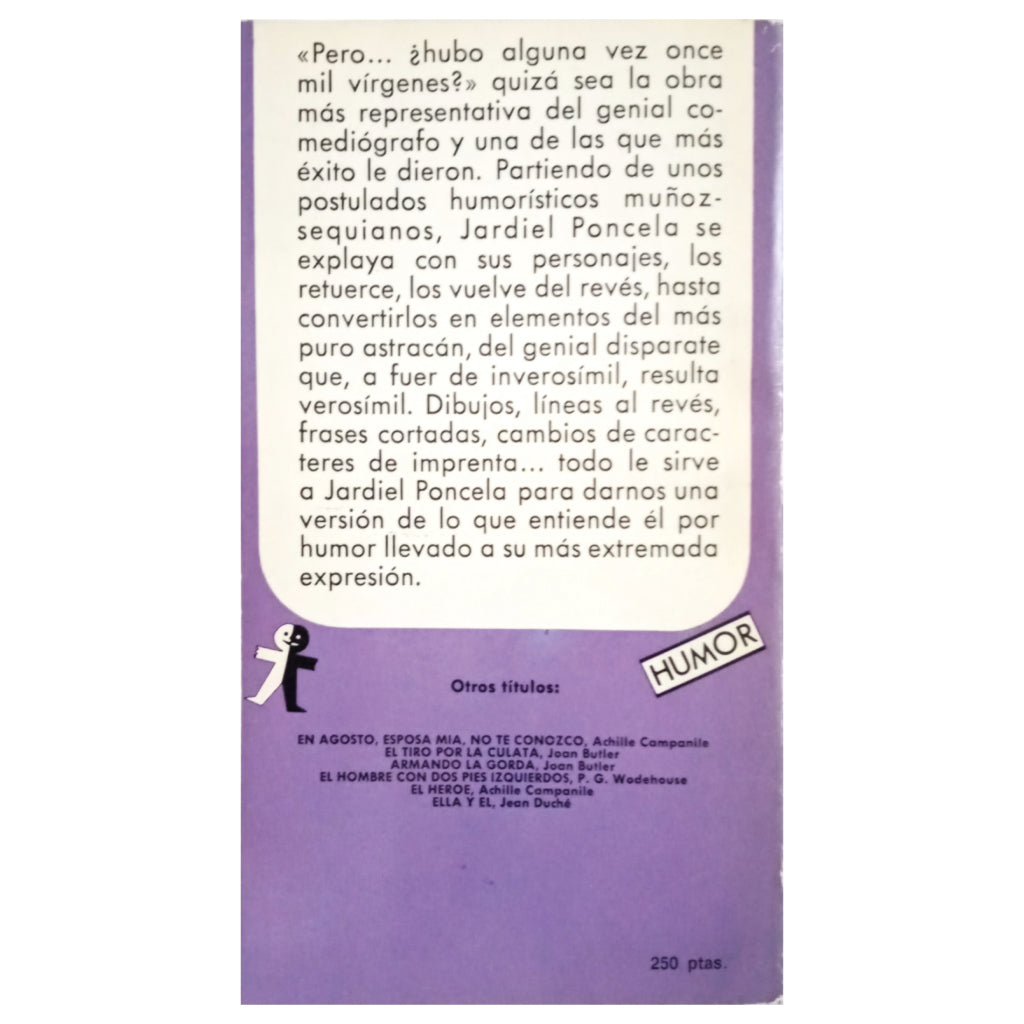 «Pero... ¿hubo alguna vez once
mil vírgenes?» quizá sea la obra
más representativa del genial co-
mediógrafo y una de las que más
éxito le dieron. Partiendo de unos
postulados humorísticos muñoz-
sequianos, Jardiel Poncela se
explaya con sus personajes, los
retuerce, los vuelve del revés, hasta
convertirlos en elementos del más
puro astracán, del genial disparate
que, a fuer de inverosímil, resulta
verosímil. Dibujos, líneas al revés,
frases cortadas, cambios de carac-
teres de imprenta... todo le sirve
a Jardiel Poncela para darnos una
versión de lo que entiende él por
humor llevado a su más extremada
expresión.
HUMOR
Otros títulos:
EN AGOSTO, ESPOSA MIA, NO TE CONOZCO, Achille Campanile
EL TIRO POR LA CULATA, Joan Butler
ARMANDO LA GORDA, Joan Butler
EL HOMBRE CON DOS PIES IZQUIERDOS, P. G. Wodehouse
EL HEROE, Achille Campanile
ELLA Y EL, Jean Duché
250 ptas.